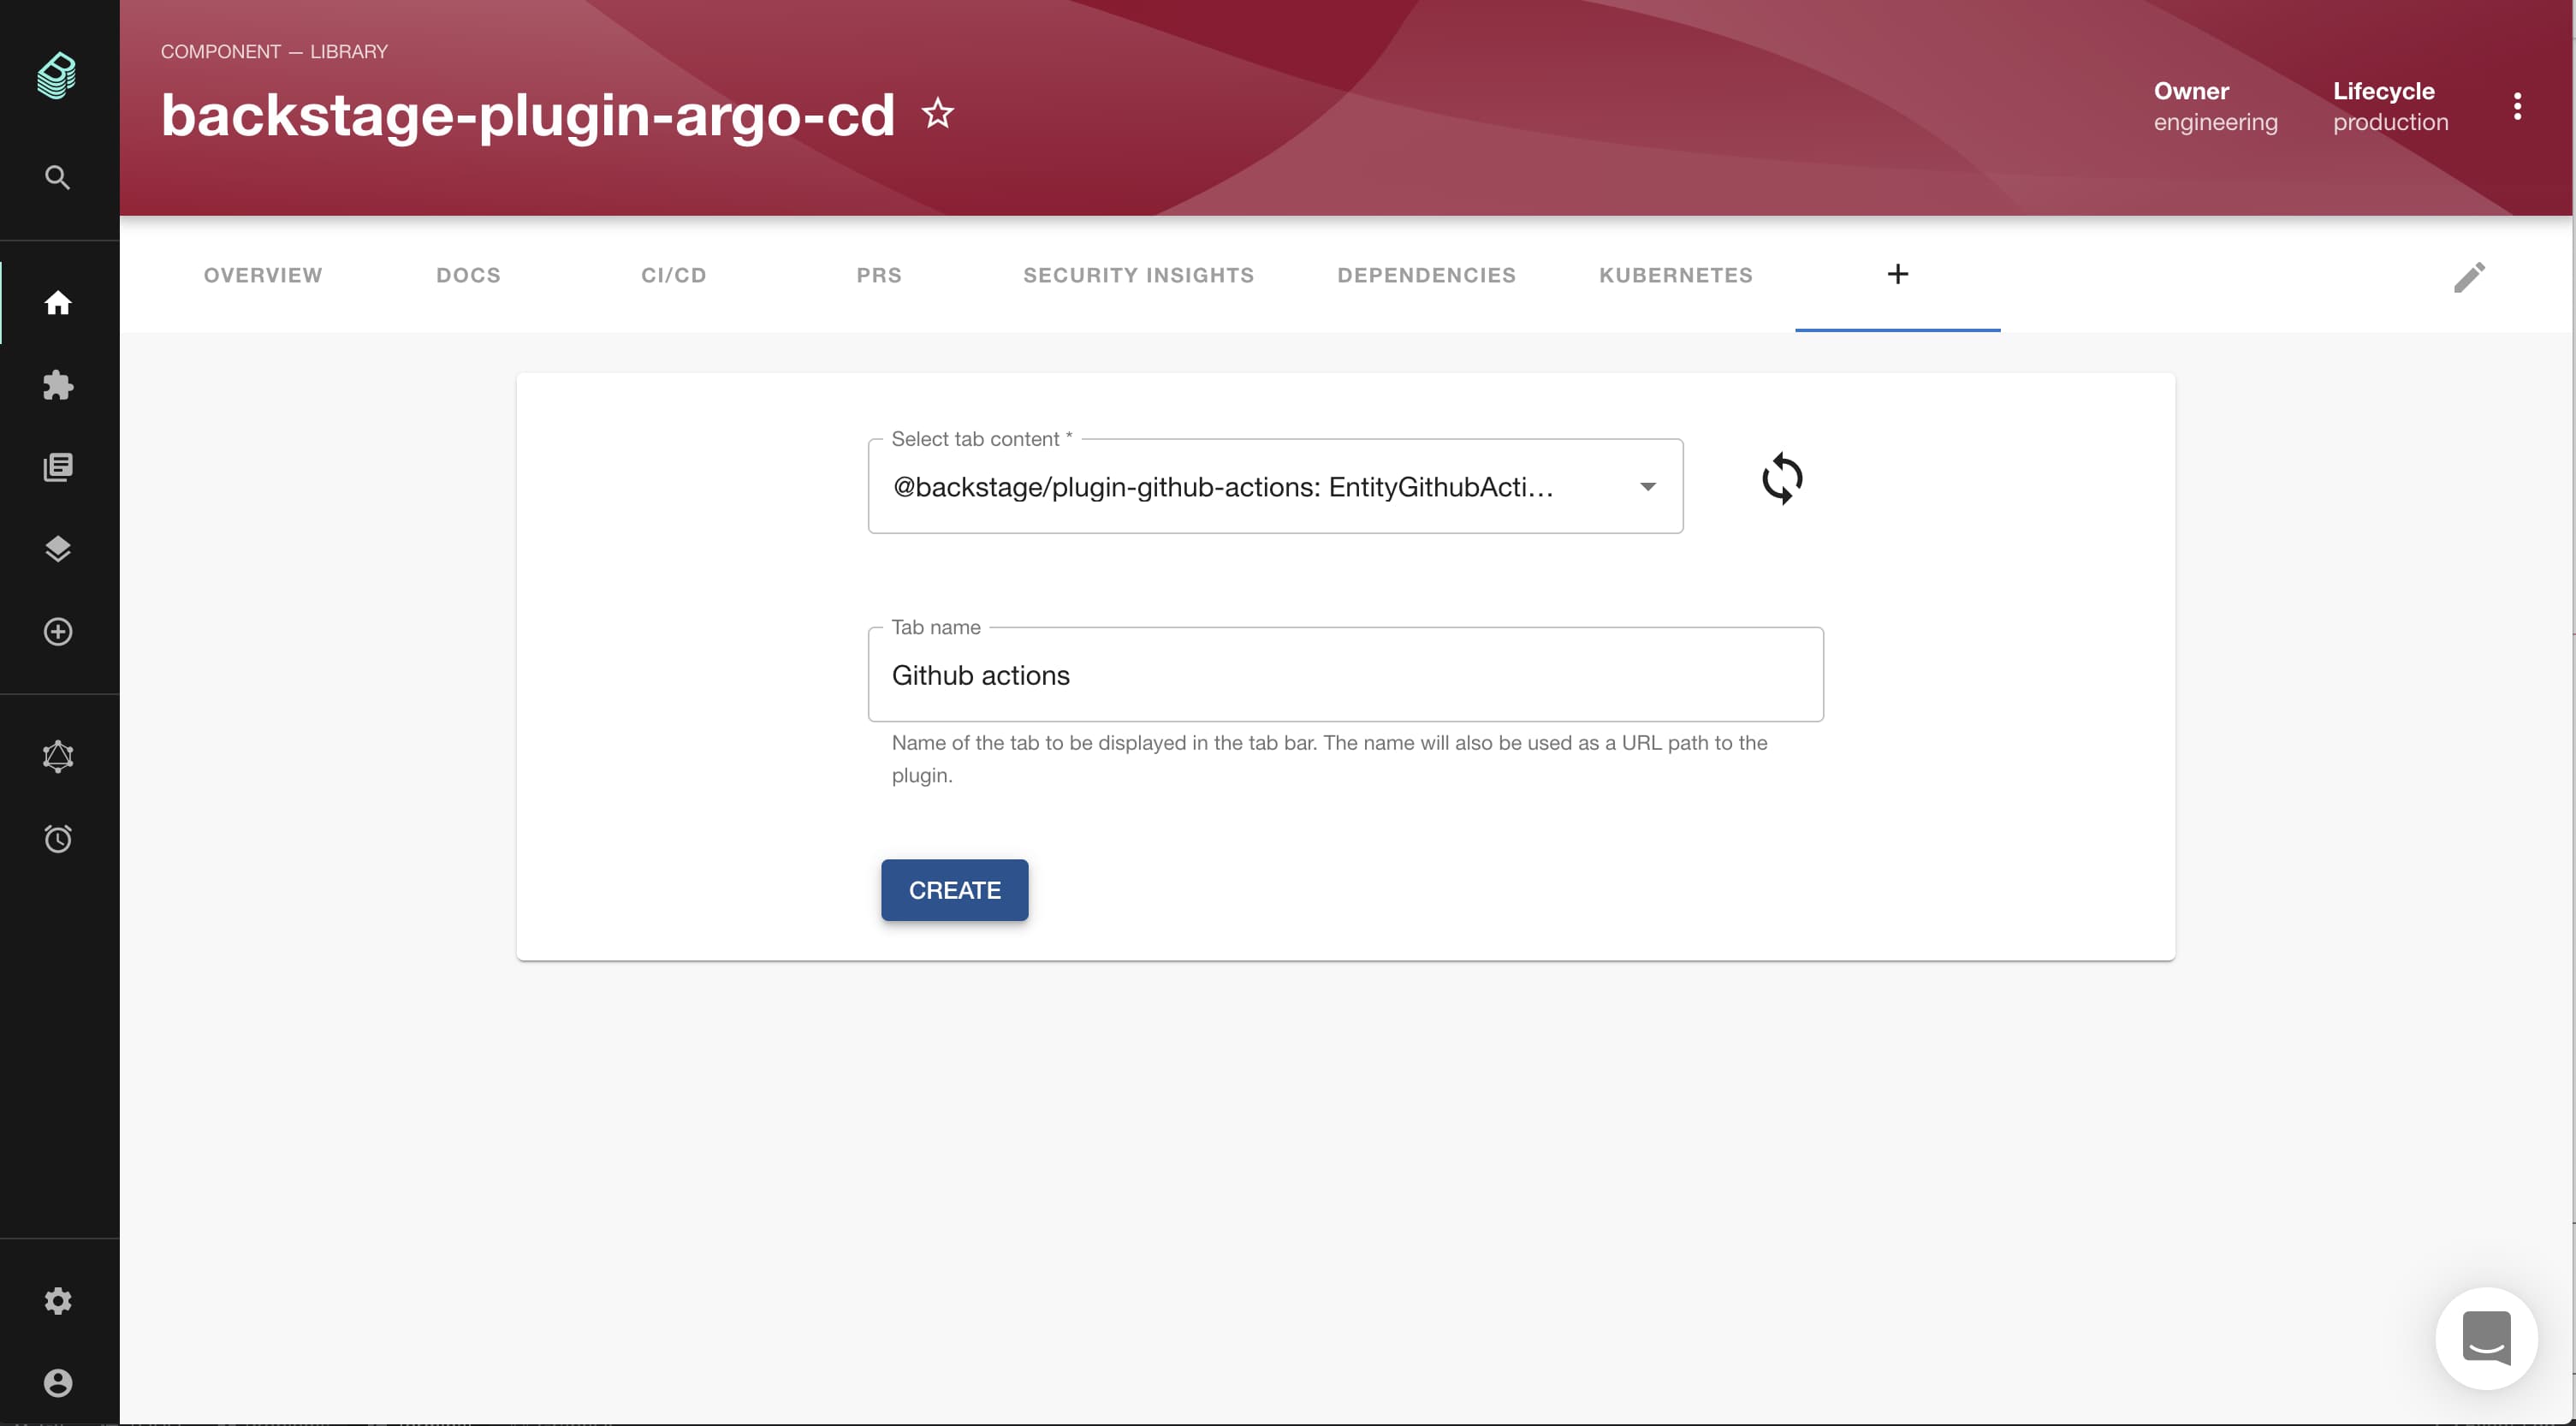 COMPONENT — LIBRARY
backstage-plugin-argo-cd
Owner
engineering
Lifecycle
production
OVERVIEW
DOCS
CI/CD
PRS
SECURITY INSIGHTS
DEPENDENCIES
KUBERNETES
+
Select tab content *
@backstage/plugin-github-actions: EntityGithubActi...
Tab name
Github actions
Name of the tab to be displayed in the tab bar. The name will also be used as a URL path to the
plugin.
CREATE